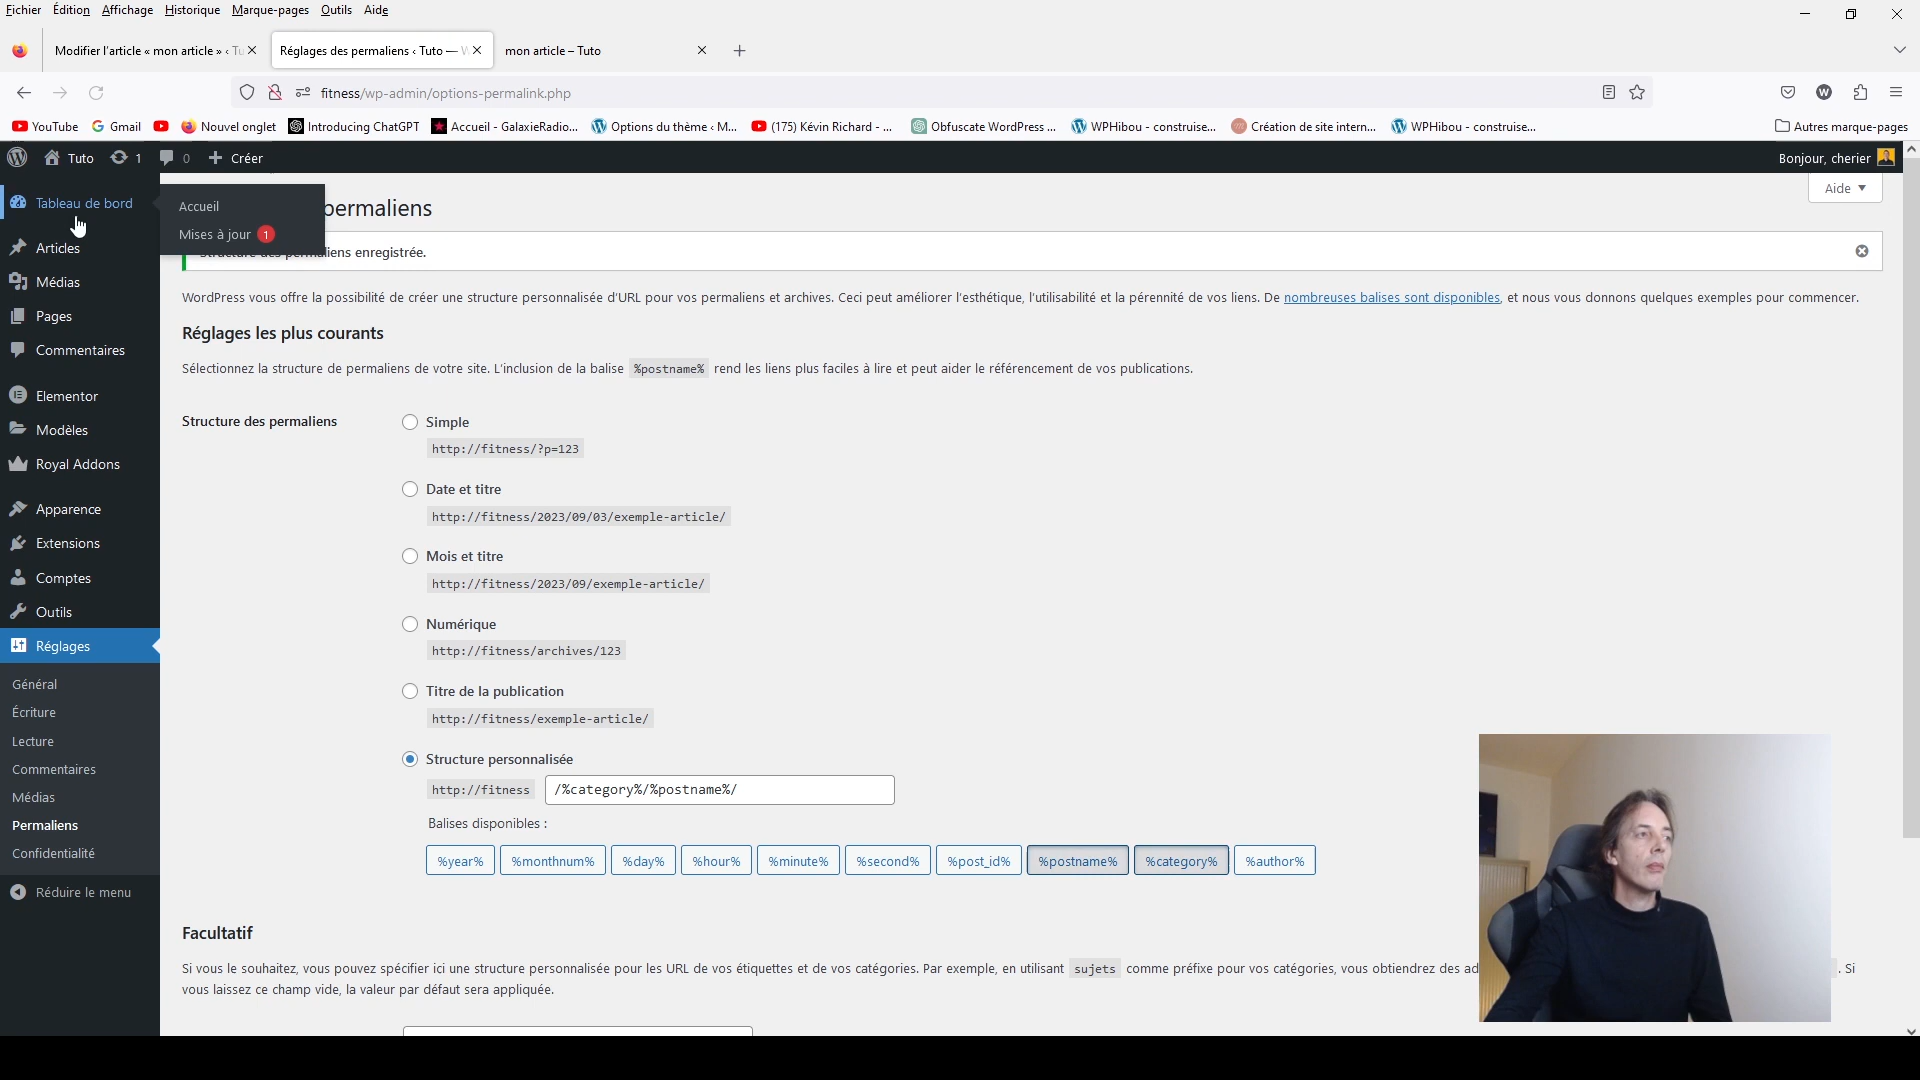 Fichier Édition Affichage Historique Marque-pages Outils Aide
Modifier l'article « mon article » ‹ Tu
Réglages des permaliens ‹ Tuto — W
mon article – Tuto
fitness/wp-admin/options-permalink.php
YouTube Gmail Nouvel onglet Introducing ChatGPT Accueil - GalaxieRadio... Options du thème ‹ M... (175) Kévin Richard - ... Obfuscate WordPress ... WPHibou - construise... Création de site intern... WPHibou - construise... Autres marque-pages
Tuto 1 0 Créer Bonjour, cherier
Aide
Tableau de bord
Accueil
Mises à jour 1
Articles
Médias
Pages
Commentaires
Elementor
Modèles
Royal Addons
Apparence
Extensions
Comptes
Outils
Réglages
Général
Écriture
Lecture
Commentaires
Médias
Permaliens
Confidentialité
Réduire le menu
permaliens
Structure des permaliens enregistrée.
WordPress vous offre la possibilité de créer une structure personnalisée d'URL pour vos permaliens et archives. Ceci peut améliorer l'esthétique, l'utilisabilité et la pérennité de vos liens. De nombreuses balises sont disponibles, et nous vous donnons quelques exemples pour commencer.
Réglages les plus courants
Sélectionnez la structure de permaliens de votre site. L'inclusion de la balise %postname% rend les liens plus faciles à lire et peut aider le référencement de vos publications.
Structure des permaliens
Simple
http://fitness/?p=123
Date et titre
http://fitness/2023/09/03/exemple-article/
Mois et titre
http://fitness/2023/09/exemple-article/
Numérique
http://fitness/archives/123
Titre de la publication
http://fitness/exemple-article/
Structure personnalisée
http://fitness /%category%/%postname%/
Balises disponibles :
%year% %monthnum% %day% %hour% %minute% %second% %post_id% %postname% %category% %author%
Facultatif
Si vous le souhaitez, vous pouvez spécifier ici une structure personnalisée pour les URL de vos étiquettes et de vos catégories. Par exemple, en utilisant sujets comme préfixe pour vos catégories, vous obtiendrez des ad . Si
vous laissez ce champ vide, la valeur par défaut sera appliquée.